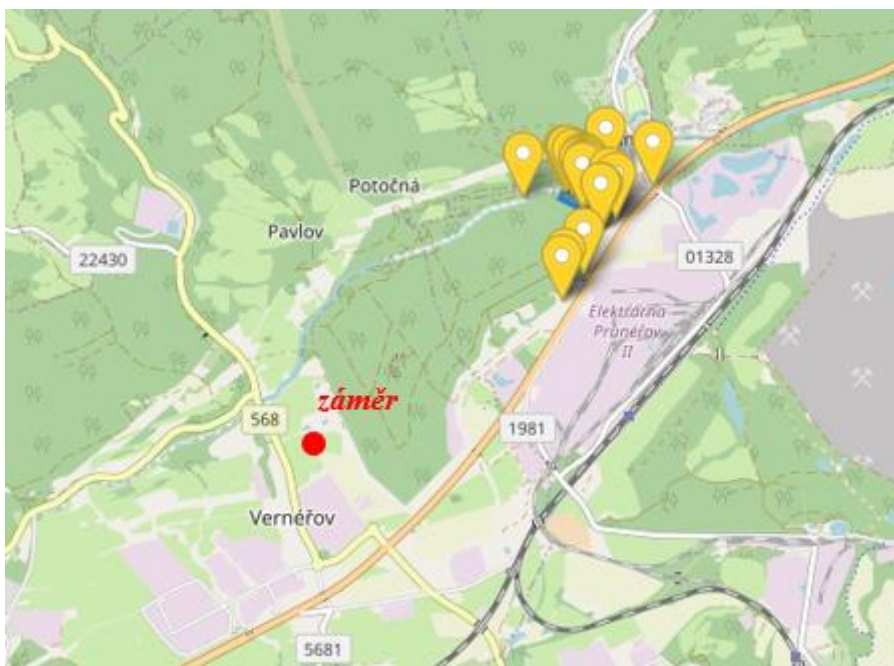 Potočná
Pavlov
22430
01328
Elektrárna
Prunéřov
II
záměr
568
1981
Vernéřov
5681